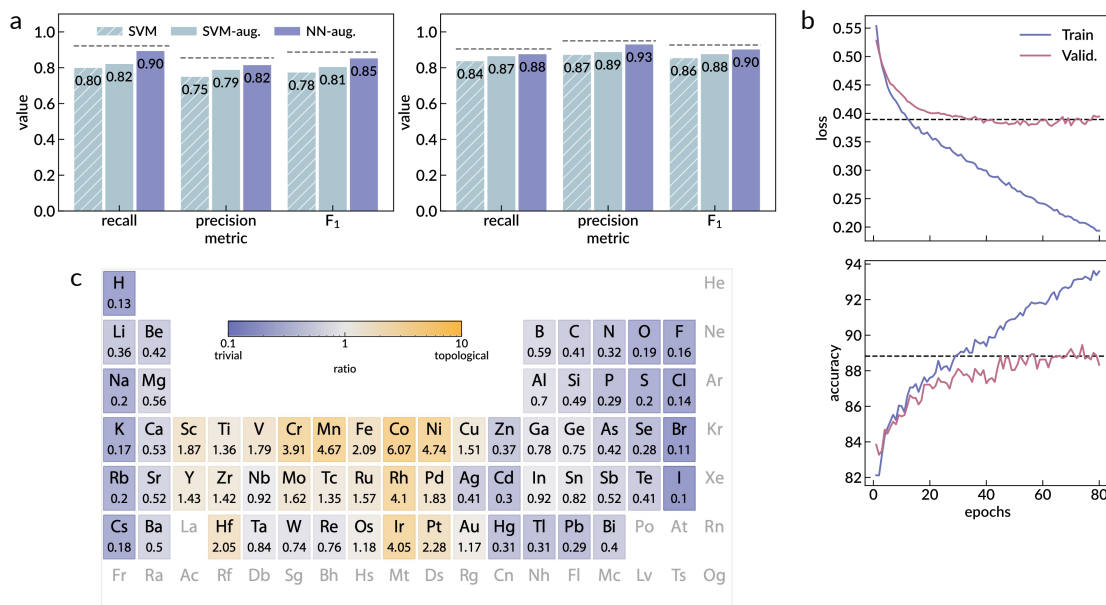 a
SVM SVM-aug. NN-aug.
1.0 0.8 0.6 0.4 0.2 0.0
value
0.80 0.82 0.90 0.75 0.79 0.82 0.78 0.81 0.85
recall precision F1
metric
1.0 0.8 0.6 0.4 0.2 0.0
value
0.84 0.87 0.88 0.87 0.89 0.93 0.86 0.88 0.90
recall precision F1
metric
b
Train
Valid.
0.55
0.50
0.45
0.40
0.35
0.30
0.25
0.20
loss
94
92
90
88
86
84
82
accuracy
0 20 40 60 80
epochs
c
0.1 1 10
trivial topological
ratio
H He
0.13
Li Be B C N O F Ne
0.36 0.42 0.59 0.41 0.32 0.19 0.16
Na Mg Al Si P S Cl Ar
0.2 0.56 0.7 0.49 0.29 0.2 0.14
K Ca Sc Ti V Cr Mn Fe Co Ni Cu Zn Ga Ge As Se Br Kr
0.17 0.53 1.87 1.36 1.79 3.91 4.67 2.09 6.07 4.74 1.51 0.37 0.78 0.75 0.42 0.28 0.11
Rb Sr Y Zr Nb Mo Tc Ru Rh Pd Ag Cd In Sn Sb Te I Xe
0.2 0.52 1.43 1.42 0.92 1.62 1.35 1.57 4.1 1.83 0.41 0.3 0.92 0.82 0.52 0.41 0.1
Cs Ba La Hf Ta W Re Os Ir Pt Au Hg Tl Pb Bi Po At Rn
0.18 0.5 2.05 0.84 0.74 0.76 1.18 4.05 2.28 1.17 0.31 0.31 0.29 0.4
Fr Ra Ac Rf Db Sg Bh Hs Mt Ds Rg Cn Nh Fl Mc Lv Ts Og